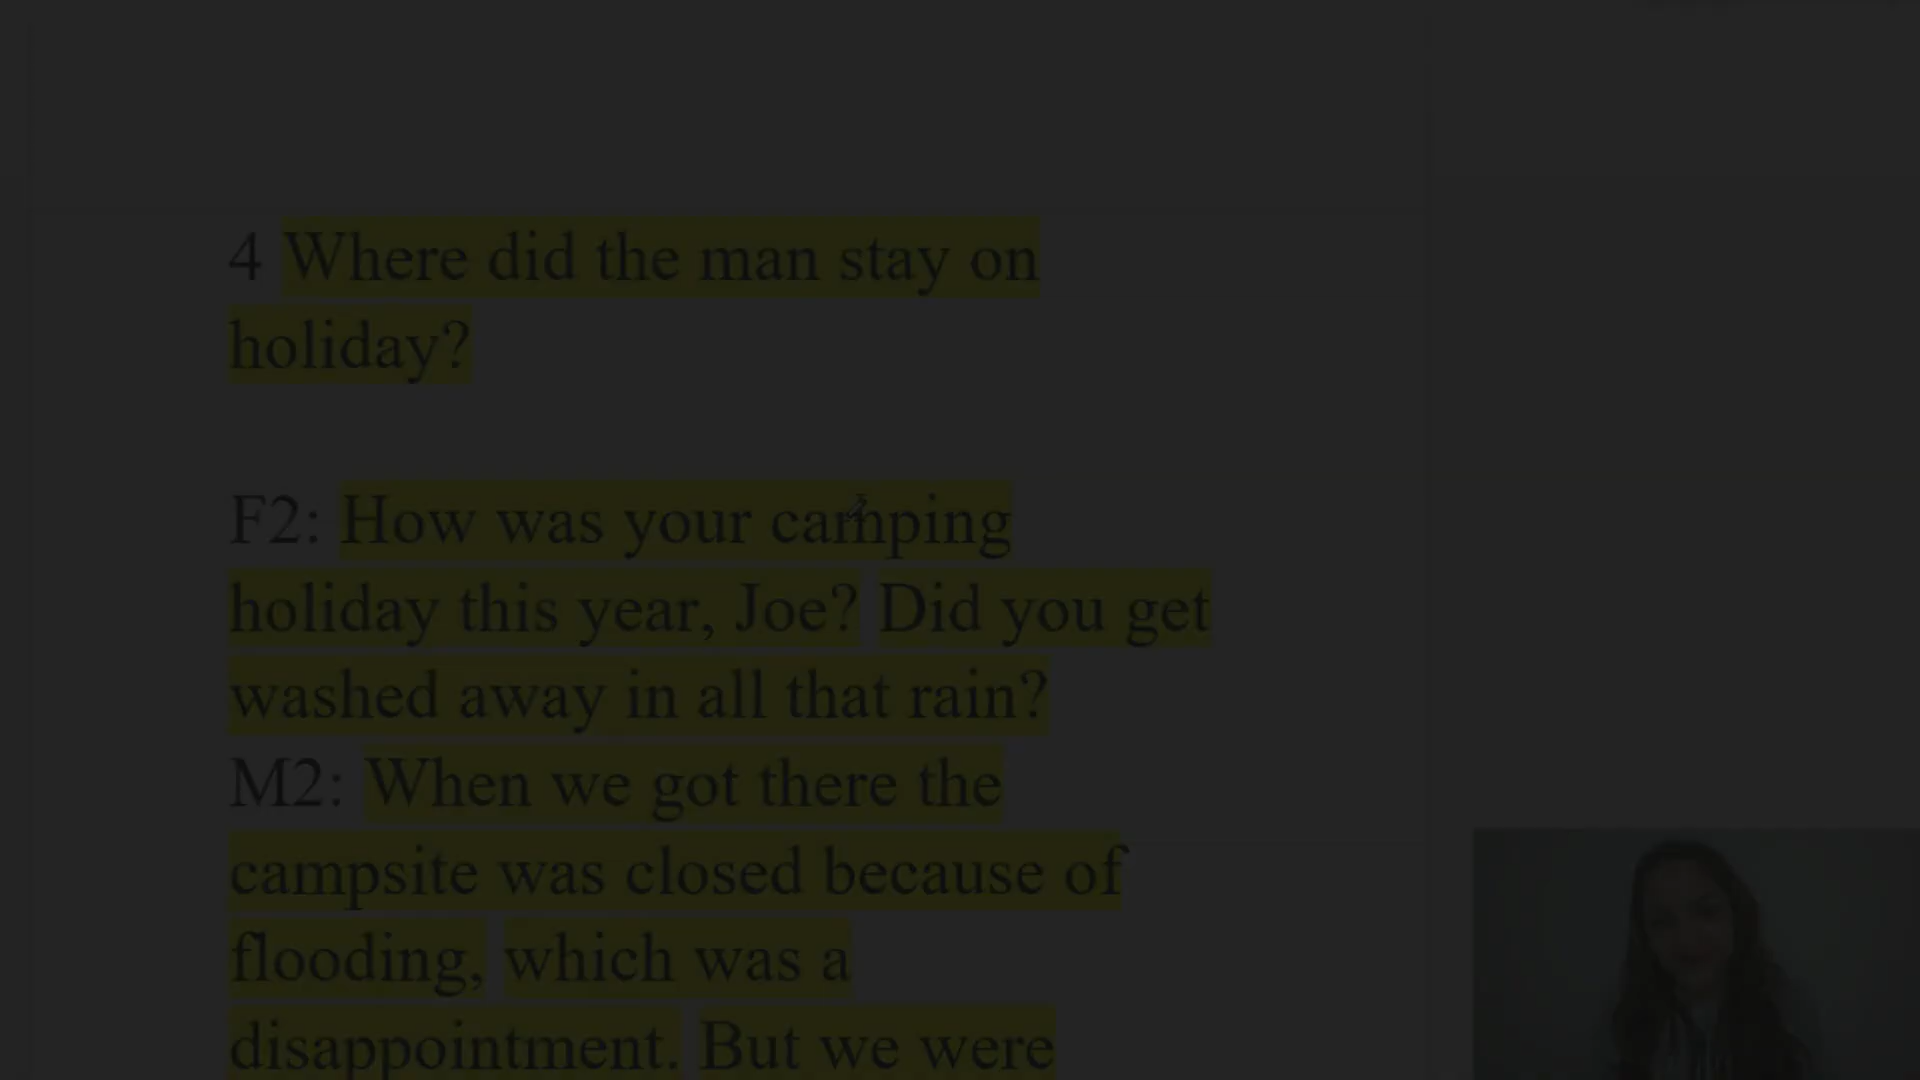 4 Where did the man stay on
holiday?
F2: How was your camping
holiday this year, Joe? Did you get
washed away in all that rain?
M2: When we got there the
campsite was closed because of
flooding, which was a
disappointment. But we were